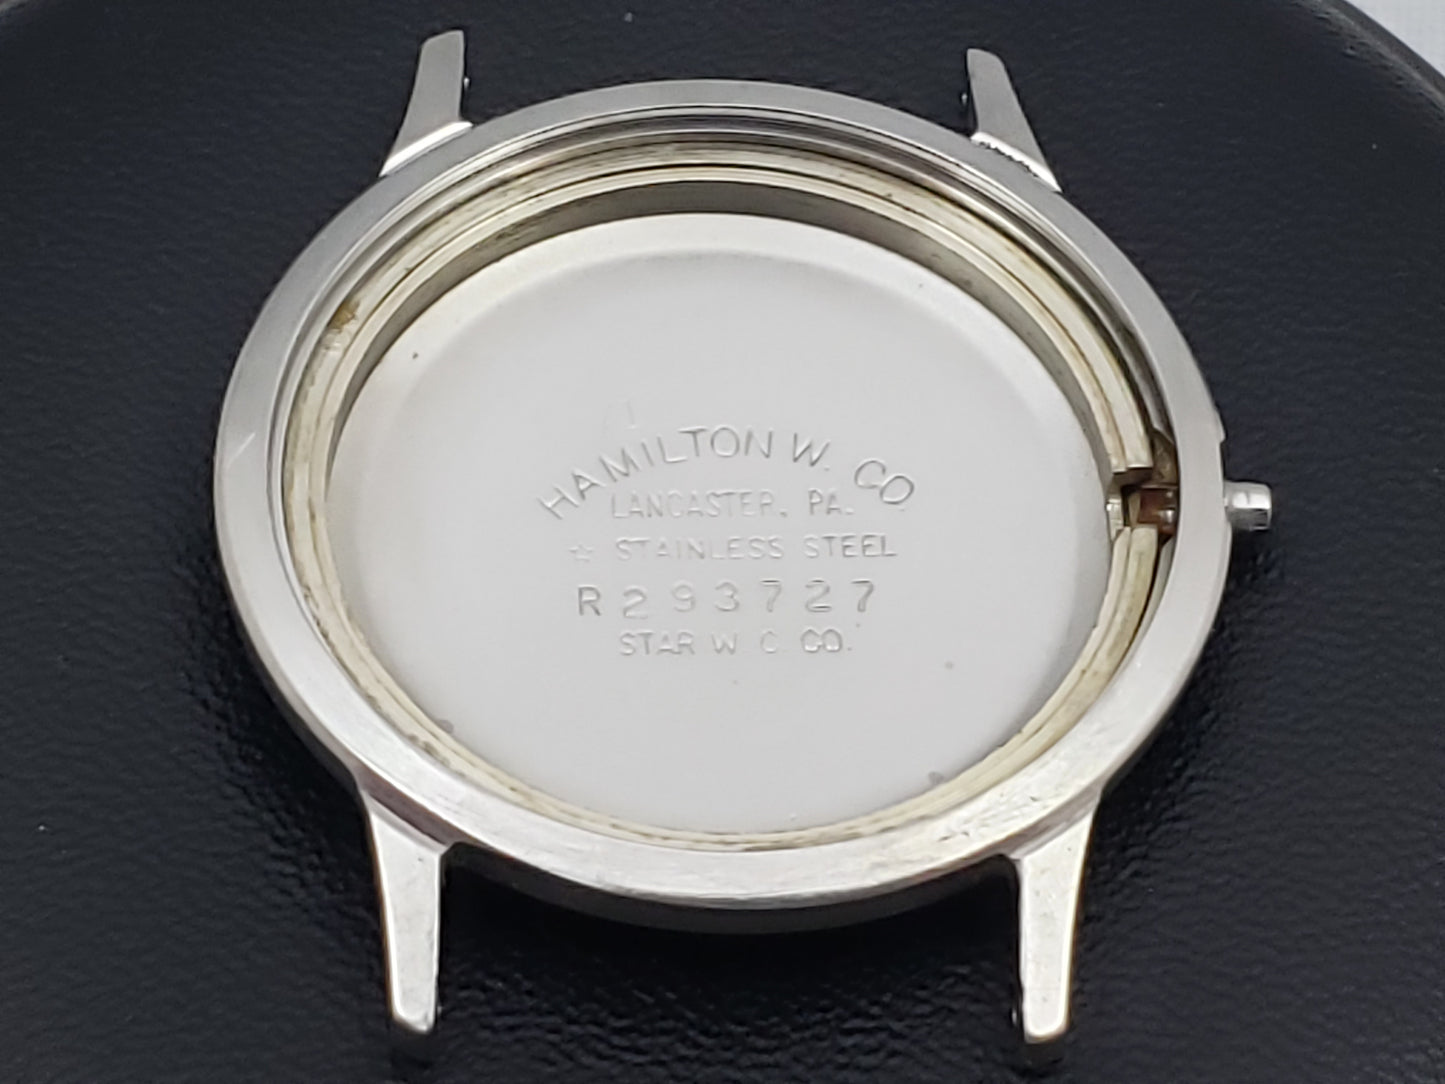 HAMILTON W. CO.
LANCASTER, PA.
☆ STAINLESS STEEL
R293727
STAR W. C. CO.